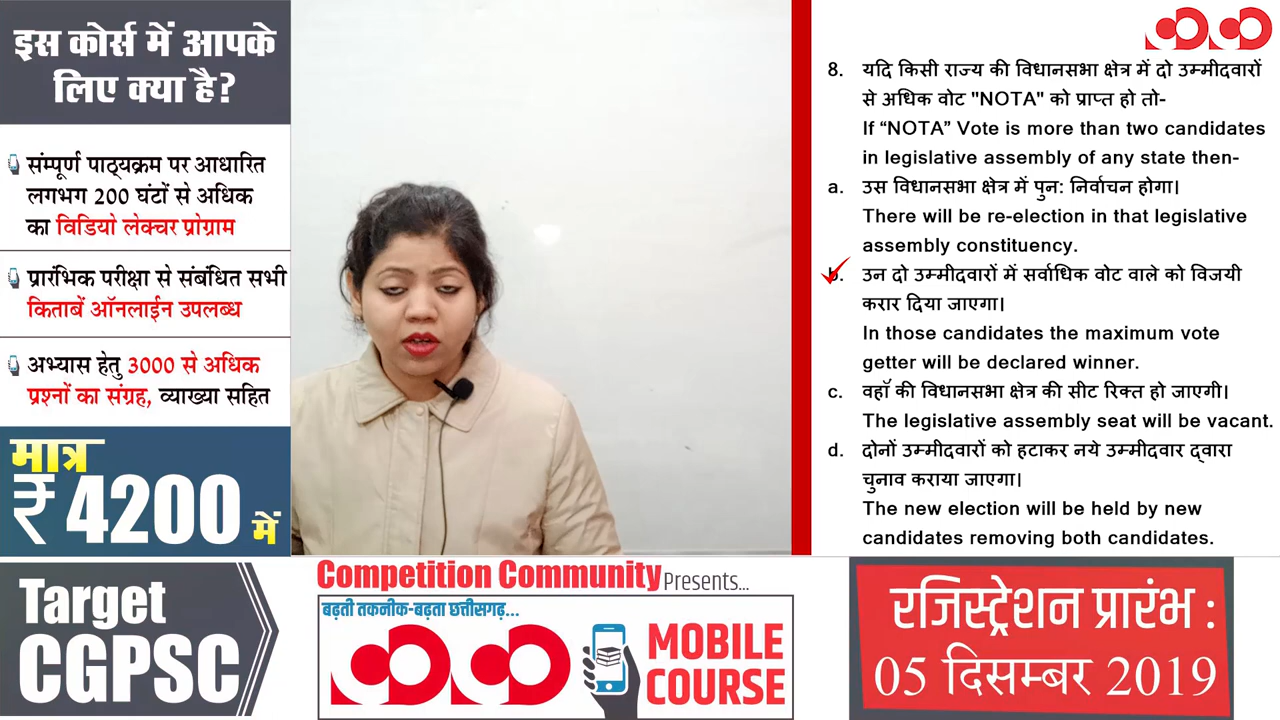 इस कोर्स में आपके
लिए क्या है?
संम्पूर्ण पाठ्यक्रम पर आधारित
लगभग 200 घंटों से अधिक
का विडियो लेक्चर प्रोग्राम
प्रारंभिक परीक्षा से संबंधित सभी
किताबें ऑनलाईन उपलब्ध
अभ्यास हेतु 3000 से अधिक
प्रश्नों का संग्रह, व्याख्या सहित
मात्र
₹ 4200 में
Target
CGPSC
8. यदि किसी राज्य की विधानसभा क्षेत्र में दो उम्मीदवारों
से अधिक वोट "NOTA" को प्राप्त हो तो-
If “NOTA” Vote is more than two candidates
in legislative assembly of any state then-
a. उस विधानसभा क्षेत्र में पुन: निर्वाचन होगा।
There will be re-election in that legislative
assembly constituency.
b. उन दो उम्मीदवारों में सर्वाधिक वोट वाले को विजयी
करार दिया जाएगा।
In those candidates the maximum vote
getter will be declared winner.
c. वहाॅ की विधानसभा क्षेत्र की सीट रिक्त हो जाएगी।
The legislative assembly seat will be vacant.
d. दोनों उम्मीदवारों को हटाकर नये उम्मीदवार द्वारा
चुनाव कराया जाएगा।
The new election will be held by new
candidates removing both candidates.
Competition Community Presents...
बढ़ती तकनीक-बढ़ता छत्तीसगढ़...
MOBILE
COURSE
रजिस्ट्रेशन प्रारंभ :
05 दिसम्बर 2019